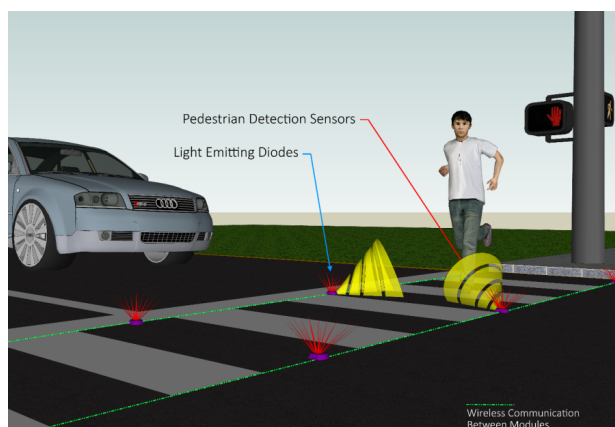 Pedestrian Detection Sensors
Light Emitting Diodes
Wireless Communication
Between Modules